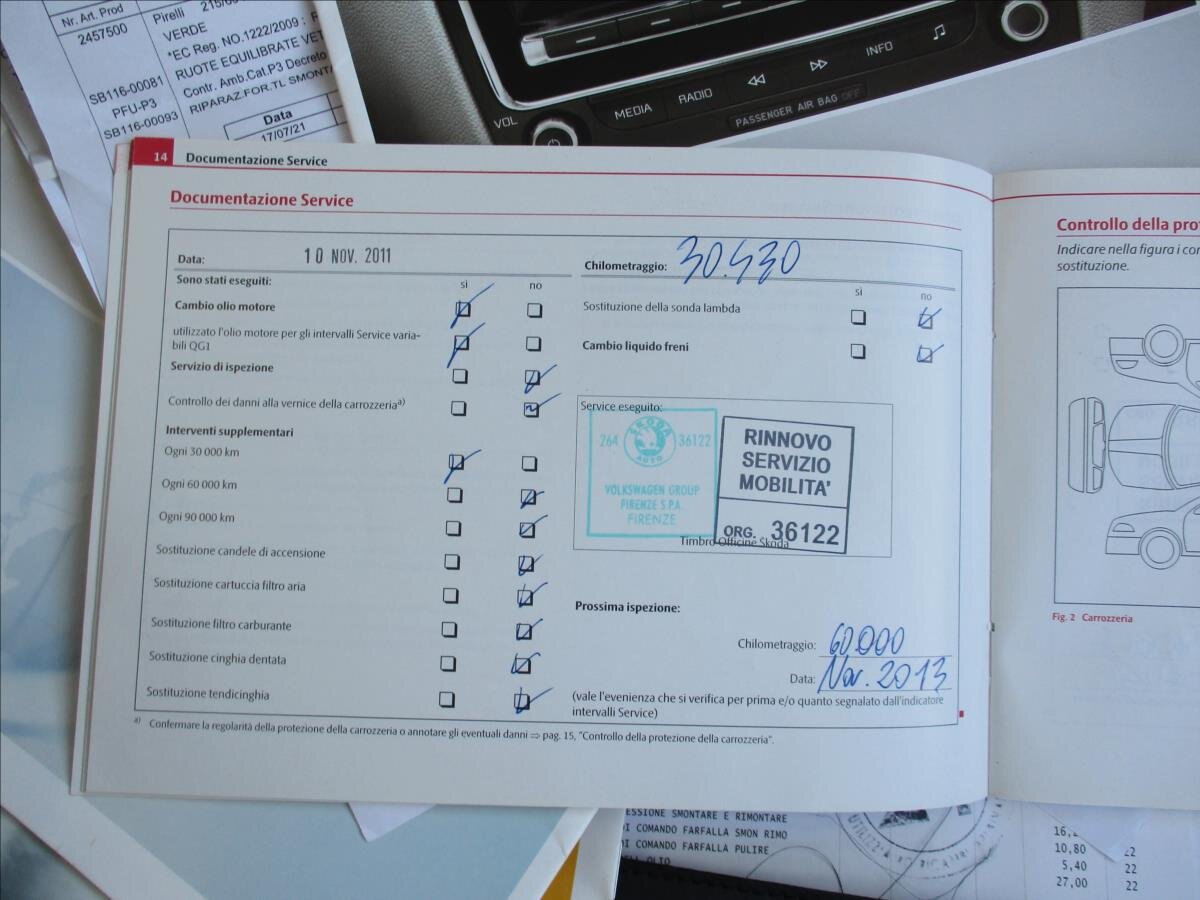 Nr. Art. Prod
2457500
SB116-00081
PFU-P3
SB116-00093
Pirelli
VERDE
*EC Reg. NO.1222/2009 ;
RUOTE EQUILIBRATE
Contr. Amb.Cat.P3 Decreto
RIPARAZ.FOR.TL
Data
17/07/21
VOL
MEDIA
RADIO
INFO
PASSENGER AIR BAG OFF
14
Documentazione Service
Documentazione Service
Data: 10 NOV. 2011
Sono stati eseguiti: sì no
Cambio olio motore
utilizzato l'olio motore per gli intervalli Service varia-
bili QG1
Servizio di ispezione
Controllo dei danni alla vernice della carrozzeria a)
Interventi supplementari
Ogni 30 000 km
Ogni 60 000 km
Ogni 90 000 km
Sostituzione candele di accensione
Sostituzione cartuccia filtro aria
Sostituzione filtro carburante
Sostituzione cinghia dentata
Sostituzione tendicinghia
Chilometraggio:
sì no
Sostituzione della sonda lambda
Cambio liquido freni
Service eseguito:
264 36122
ŠKODA
AUTO
VOLKSWAGEN GROUP
FIRENZE S.P.A.
FIRENZE
RINNOVO
SERVIZIO
MOBILITA'
ORG. 36122
Timbro Officine Škoda
Prossima ispezione:
Chilometraggio: 60.000
Data: Nov. 2013
(vale l'evenienza che si verifica per prima e/o quanto segnalato dall'indicatore
intervalli Service)
a) Confermare la regolarità della protezione della carrozzeria o annotare gli eventuali danni ⇒ pag. 15, "Controllo della protezione della carrozzeria".
Controllo della
Indicare nella figura i
sostituzione.
Fig. 2 Carrozzeria
SMONTARE E RIMONTARE
DI COMANDO FARFALLA SMON RIMO
DI COMANDO FARFALLA PULIRE
OLIO
10,80 22
5,40 22
27,00 22